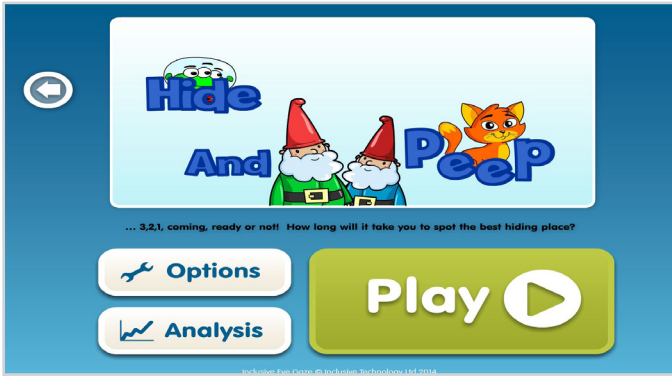 Hide
And
Peep
... 3,2,1, coming, ready or not! How long will it take you to spot the best hiding place?
Options
Play
Analysis
Inclusive Eye Gaze © Inclusive Technology Ltd 2014